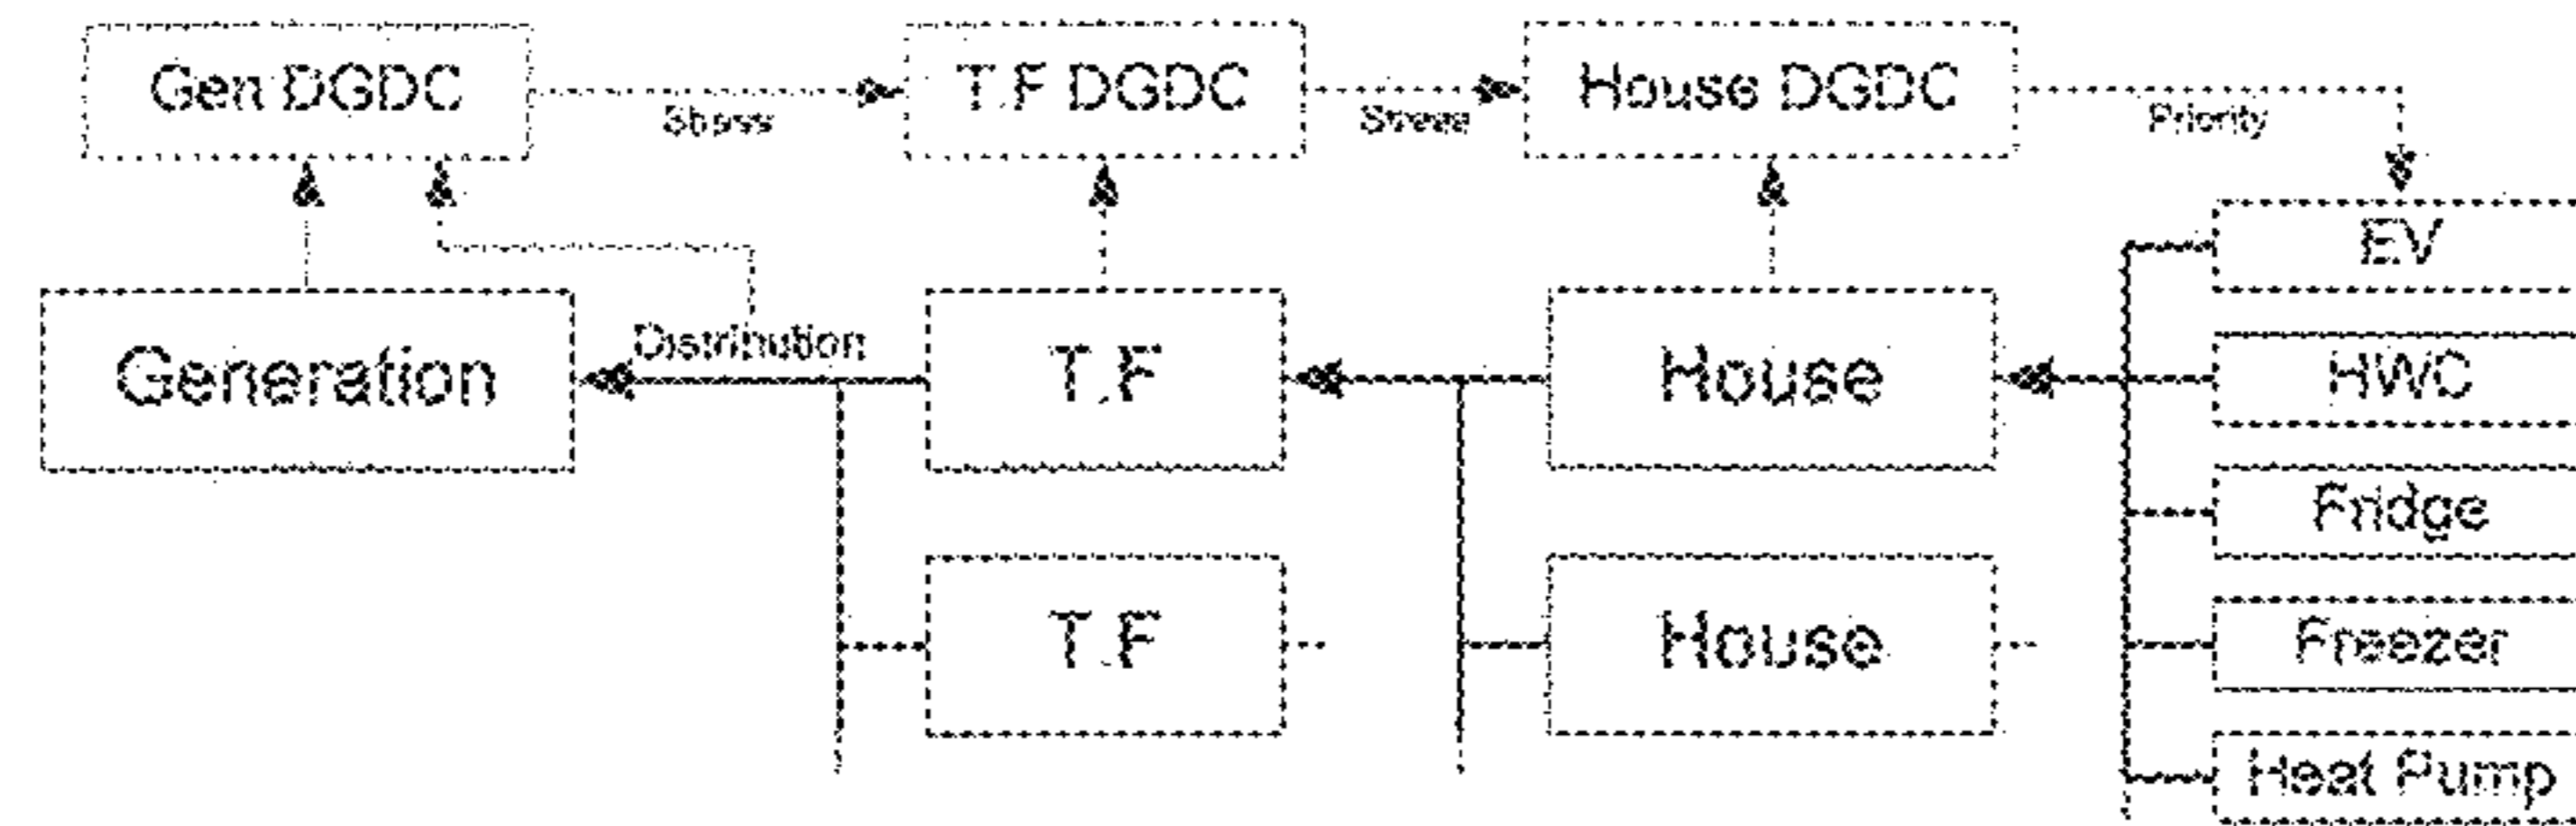 Gen DGDC
T.F DGDC
House DGDC
Stress
Stress
Priority
EV
Distribution
Generation
T.F
House
HWC
Fridge
T.F
House
Freezer
Heat Pump